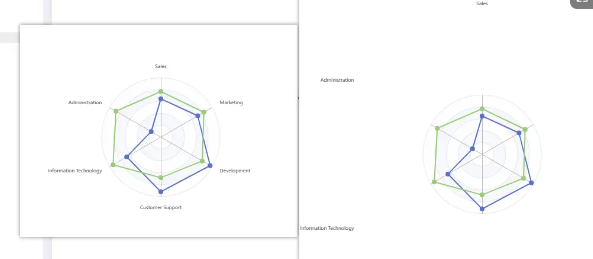 Sales
Administration
Marketing
Information Technology
Development
Customer Support
Sales
Administration
Information Technology